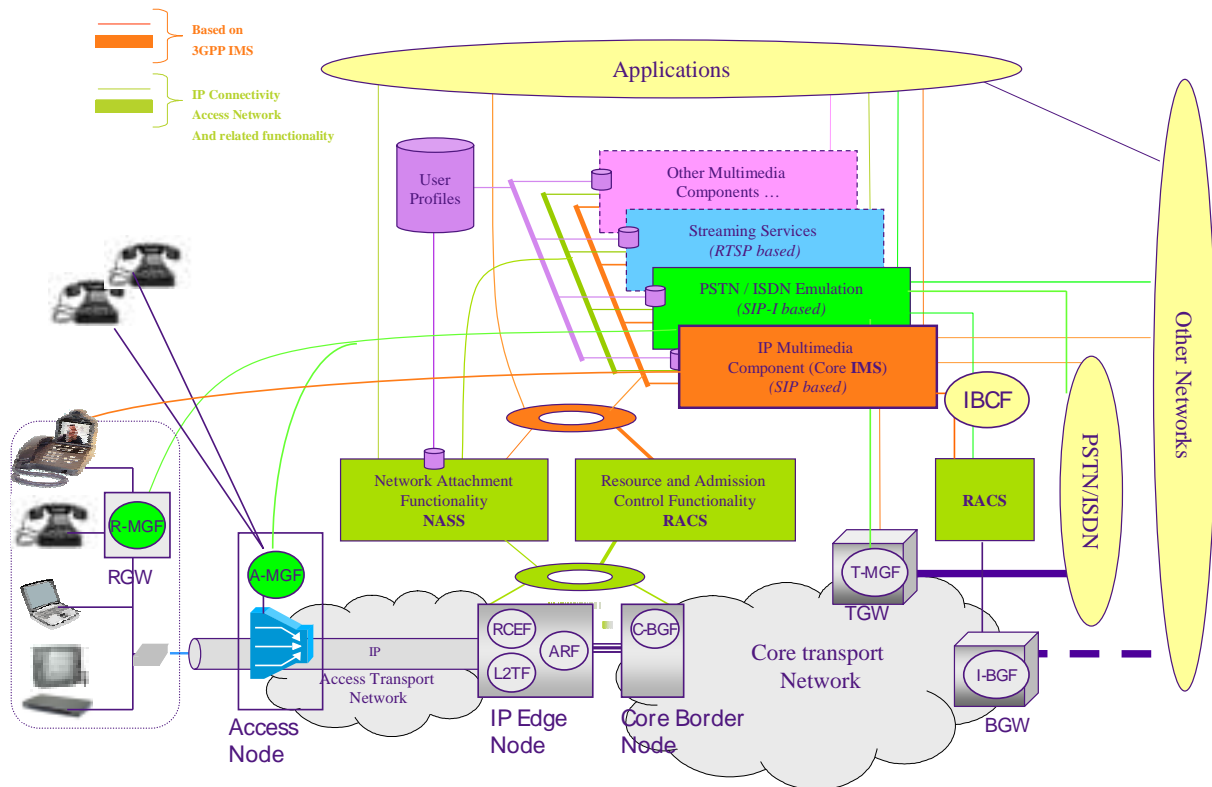 Based on
3GPP IMS
IP Connectivity
Access Network
And related functionality
Applications
User
Profiles
Other Multimedia
Components ...
Streaming Services
(RTSP based)
PSTN / ISDN Emulation
(SIP-I based)
IP Multimedia
Component (Core IMS)
(SIP based)
IBCF
Other Networks
PSTN/ISDN
Network Attachment
Functionality
NASS
Resource and Admission
Control Functionality
RACS
RACS
R-MGF
RGW
A-MGF
T-MGF
TGW
RCEF
ARF
L2TF
C-BGF
IP
Access Transport
Network
Core transport
Network
I-BGF
BGW
Access
Node
IP Edge
Node
Core Border
Node